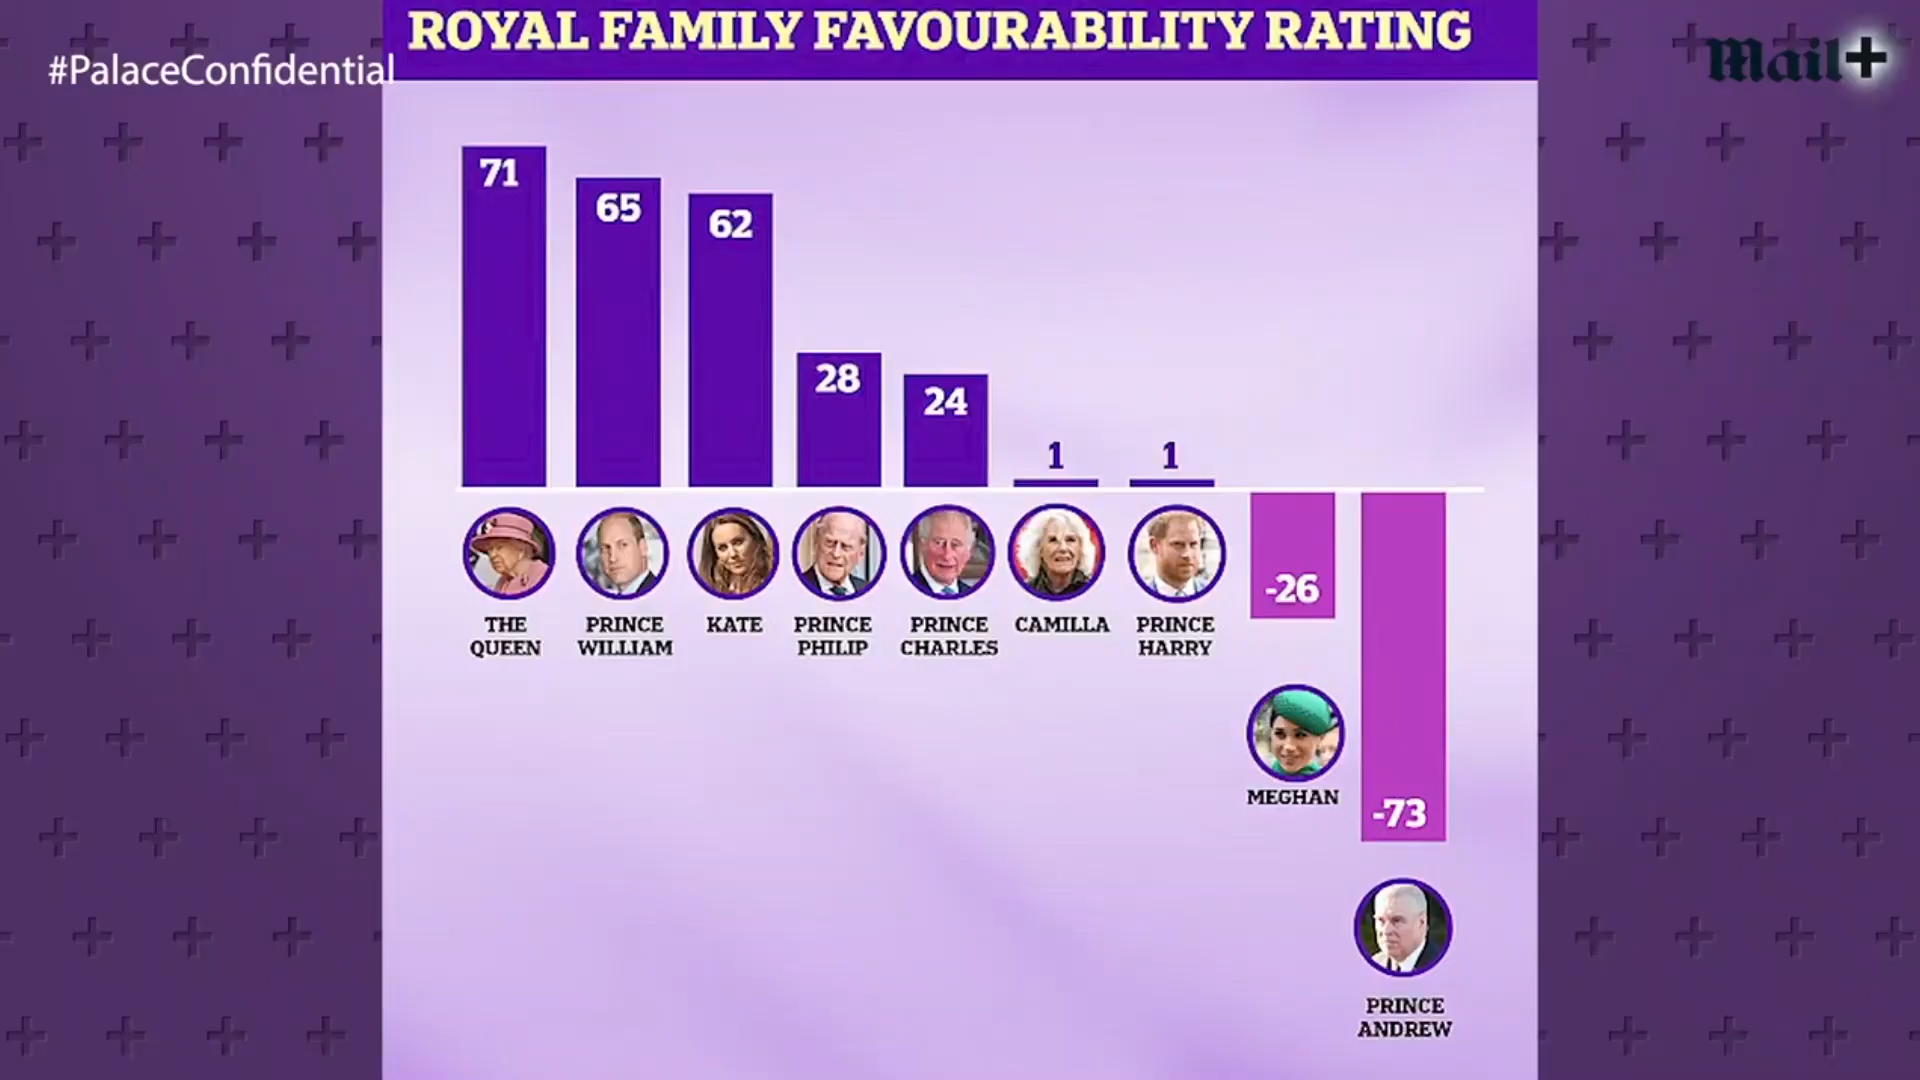 ROYAL FAMILY FAVOURABILITY RATING
#PalaceConfidential
Mail+
71
65
62
28
24
1
1
THE
QUEEN
PRINCE
WILLIAM
KATE
PRINCE
PHILIP
PRINCE
CHARLES
CAMILLA
PRINCE
HARRY
-26
MEGHAN
-73
PRINCE
ANDREW